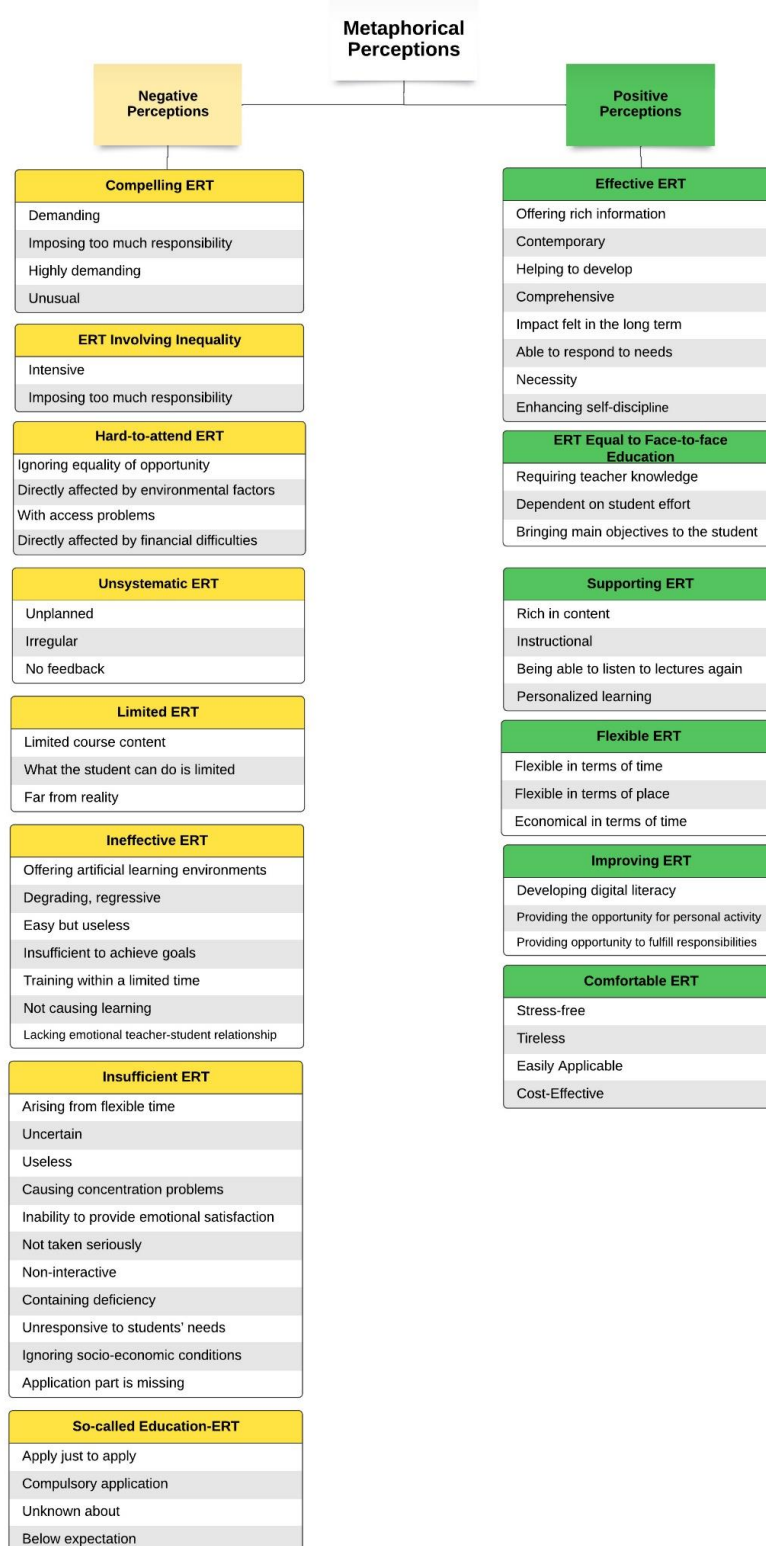 Metaphorical
Perceptions
Negative
Perceptions
Compelling ERT
Demanding
Imposing too much responsibility
Highly demanding
Unusual
ERT Involving Inequality
Intensive
Imposing too much responsibility
Hard-to-attend ERT
Ignoring equality of opportunity
Directly affected by environmental factors
With access problems
Directly affected by financial difficulties
Unsystematic ERT
Unplanned
Irregular
No feedback
Limited ERT
Limited course content
What the student can do is limited
Far from reality
Ineffective ERT
Offering artificial learning environments
Degrading, regressive
Easy but useless
Insufficient to achieve goals
Training within a limited time
Not causing learning
Lacking emotional teacher-student relationship
Insufficient ERT
Arising from flexible time
Uncertain
Useless
Causing concentration problems
Inability to provide emotional satisfaction
Not taken seriously
Non-interactive
Containing deficiency
Unresponsive to students' needs
Ignoring socio-economic conditions
Application part is missing
So-called Education-ERT
Apply just to apply
Compulsory application
Unknown about
Below expectation
Positive
Perceptions
Effective ERT
Offering rich information
Contemporary
Helping to develop
Comprehensive
Impact felt in the long term
Able to respond to needs
Necessity
Enhancing self-discipline
ERT Equal to Face-to-face
Education
Requiring teacher knowledge
Dependent on student effort
Bringing main objectives to the student
Supporting ERT
Rich in content
Instructional
Being able to listen to lectures again
Personalized learning
Flexible ERT
Flexible in terms of time
Flexible in terms of place
Economical in terms of time
Improving ERT
Developing digital literacy
Providing the opportunity for personal activity
Providing opportunity to fulfill responsibilities
Comfortable ERT
Stress-free
Tireless
Easily Applicable
Cost-Effective